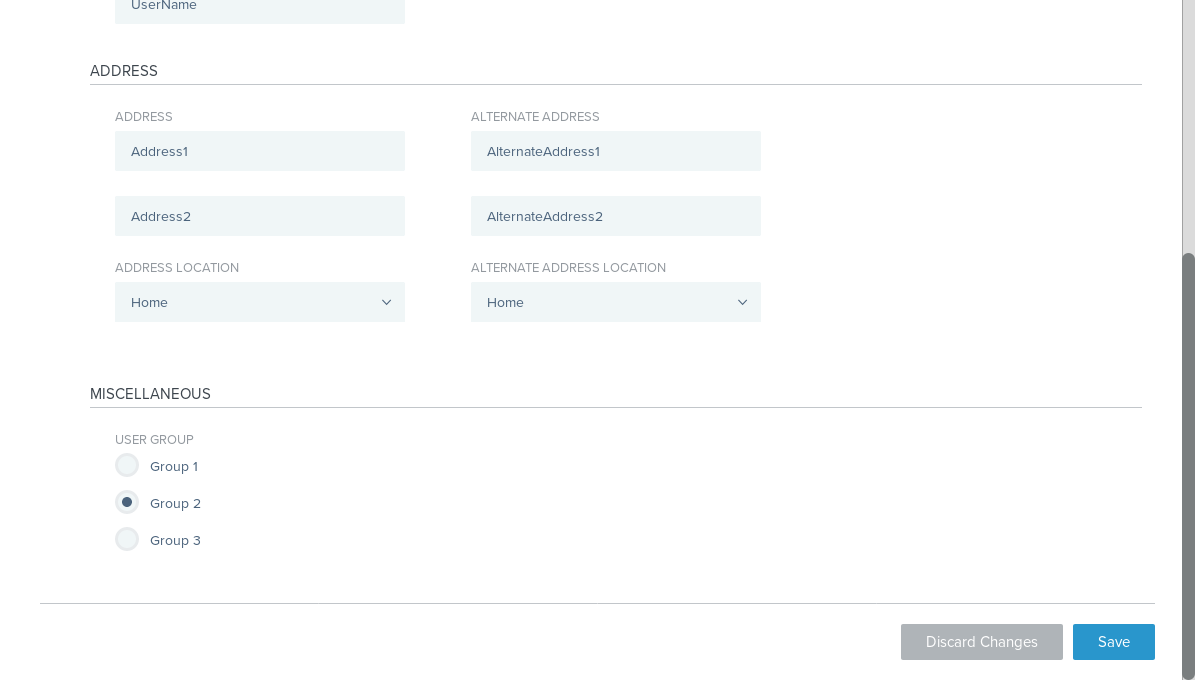 UserName
ADDRESS
ADDRESS
ALTERNATE ADDRESS
Address1
AlternateAddress1
Address2
AlternateAddress2
ADDRESS LOCATION
ALTERNATE ADDRESS LOCATION
Home
Home
MISCELLANEOUS
USER GROUP
Group 1
Group 2
Group 3
Discard Changes
Save